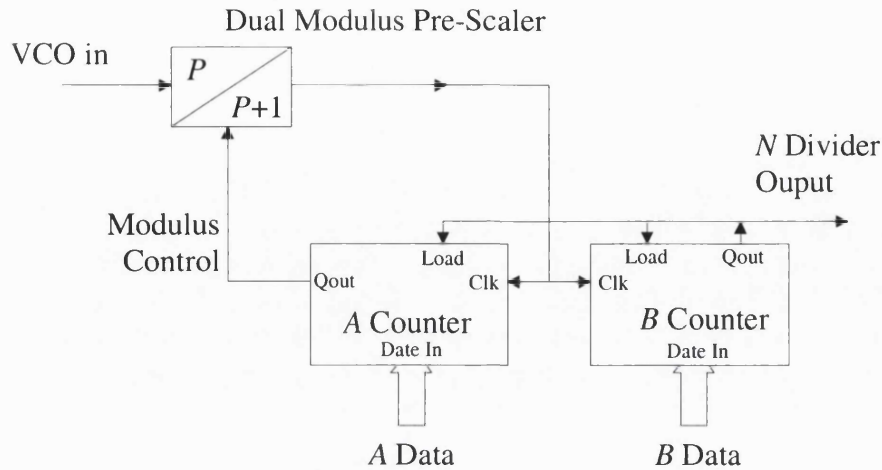 Dual Modulus Pre-Scaler
VCO in
P
P+1
N Divider
Ouput
Modulus
Control
Load
Load
Qout
Qout
Clk
Clk
A Counter
B Counter
Date In
Date In
A Data
B Data